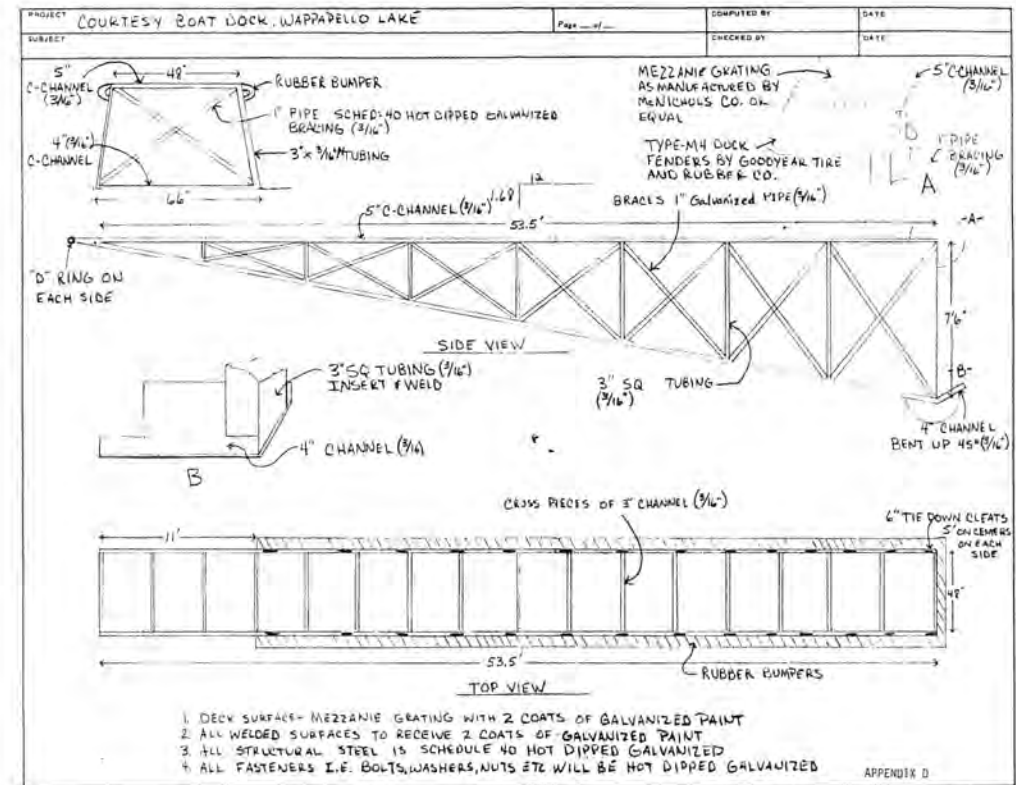 PROJECT COURTESY BOAT DOCK, WAPPAPELLO LAKE
Page __ of __
COMPUTED BY
DATE
SUBJECT
CHECKED BY
DATE
5"
C-CHANNEL
(3/16")
48"
RUBBER BUMPER
1" PIPE SCHED. 40 HOT DIPPED GALVANIZED
BRACING (3/16")
4" (3/16")
C-CHANNEL
3" x 3/16" TUBING
66"
MEZZANIE GRATING
AS MANUFACTURED BY
McNICHOLS CO. OR
EQUAL
TYPE-M4 DOCK
FENDERS BY GOODYEAR TIRE
AND RUBBER CO.
5" C-CHANNEL
(3/16")
1" PIPE
BRACING
(3/16")
A
12
1.68
5" C-CHANNEL (3/16")
BRACES 1" Galvanized PIPE (3/16")
53.5'
-A-
"D" RING ON
EACH SIDE
7'6"
SIDE VIEW
-B-
3" SQ TUBING
(3/16")
4" CHANNEL
BENT UP 45° (3/16")
3" SQ TUBING (3/16")
INSERT & WELD
4" CHANNEL (3/16)
B
CROSS PIECES OF 3" CHANNEL (3/16")
6" TIE DOWN CLEATS
5' ON CENTERS
ON EACH
SIDE
11'
48"
53.5'
RUBBER BUMPERS
TOP VIEW
1. DECK SURFACE- MEZZANIE GRATING WITH 2 COATS OF GALVANIZED PAINT
2. ALL WELDED SURFACES TO RECEIVE 2 COATS OF GALVANIZED PAINT
3. ALL STRUCTURAL STEEL IS SCHEDULE 40 HOT DIPPED GALVANIZED
4. ALL FASTENERS I.E. BOLTS, WASHERS, NUTS ETC WILL BE HOT DIPPED GALVANIZED
APPENDIX D